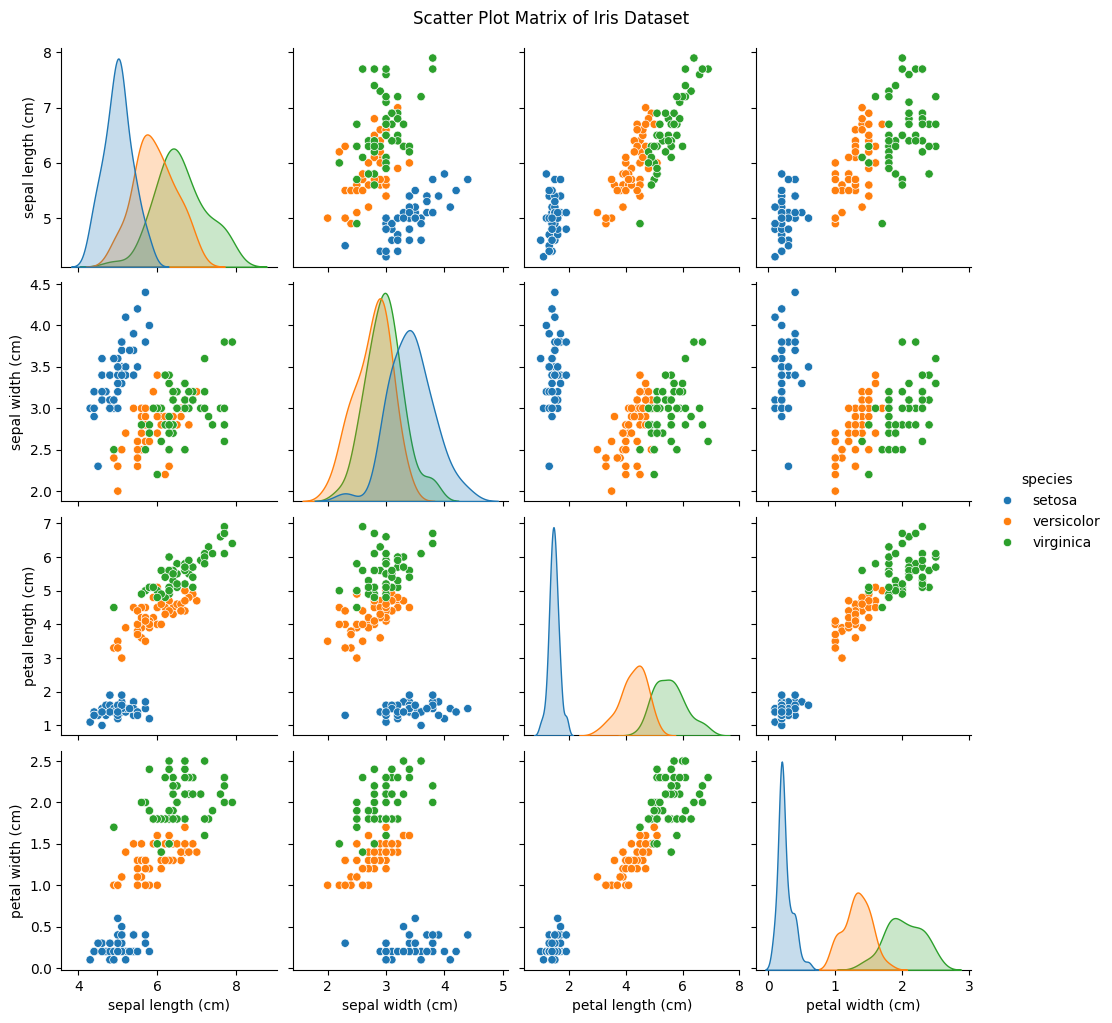 Scatter Plot Matrix of Iris Dataset
8
7
6
5
sepal length (cm)
4.5
4.0
3.5
3.0
2.5
2.0
sepal width (cm)
species
setosa
versicolor
virginica
7
6
5
4
3
2
1
petal length (cm)
2.5
2.0
1.5
1.0
0.5
0.0
petal width (cm)
4 6 8
2 3 4 5
2 4 6 8
0 1 2 3
sepal length (cm)
sepal width (cm)
petal length (cm)
petal width (cm)